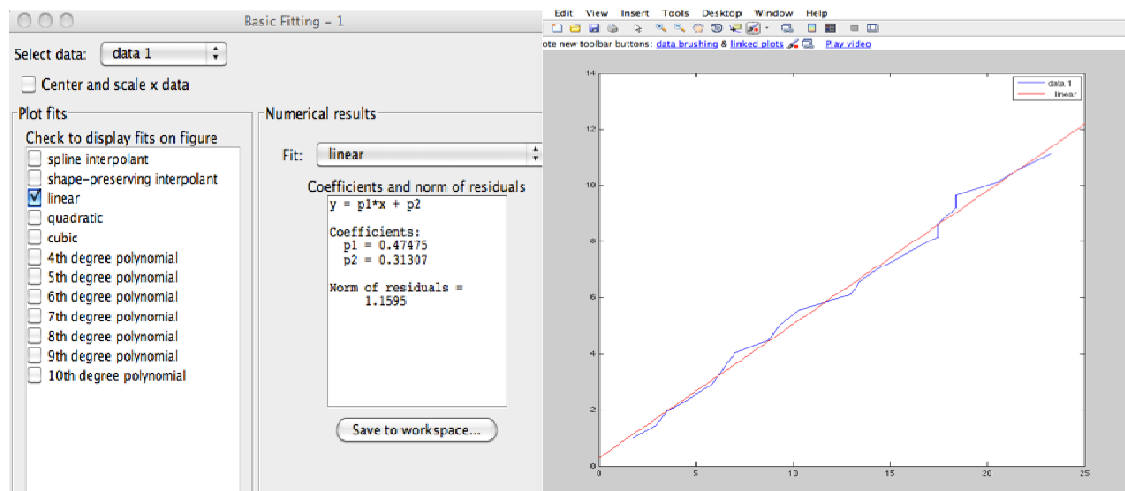 Basic Fitting – 1
Select data: data 1
Center and scale x data
Plot fits
Check to display fits on figure
spline interpolant
shape-preserving interpolant
linear
quadratic
cubic
4th degree polynomial
5th degree polynomial
6th degree polynomial
7th degree polynomial
8th degree polynomial
9th degree polynomial
10th degree polynomial
Numerical results
Fit: linear
Coefficients and norm of residuals
y = p1*x + p2
Coefficients:
p1 = 0.47475
p2 = 0.31307
Norm of residuals =
1.1595
Save to workspace...
Edit View Insert Tools Desktop Window Help
ote new toolbar buttons: data brushing & linked plots Play video
data 1
linear
14
12
10
8
6
4
2
0
0 5 10 15 20 25